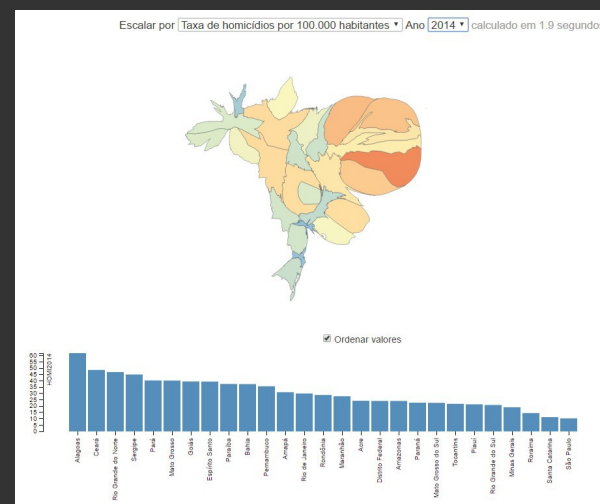 Escalar por Taxa de homicídios por 100.000 habitantes Ano 2014 calculado em 1.9 segundos
Ordenar valores
60
55
50
45
40
35
30
25
20
15
10
5
0
HOMI2014
Alagoas
Ceará
Rio Grande do Norte
Sergipe
Pará
Mato Grosso
Goiás
Espírito Santo
Paraíba
Bahia
Pernambuco
Amapá
Rio de Janeiro
Rondônia
Maranhão
Acre
Distrito Federal
Amazonas
Paraná
Mato Grosso do Sul
Tocantins
Piauí
Rio Grande do Sul
Minas Gerais
Roraima
Santa Catarina
São Paulo